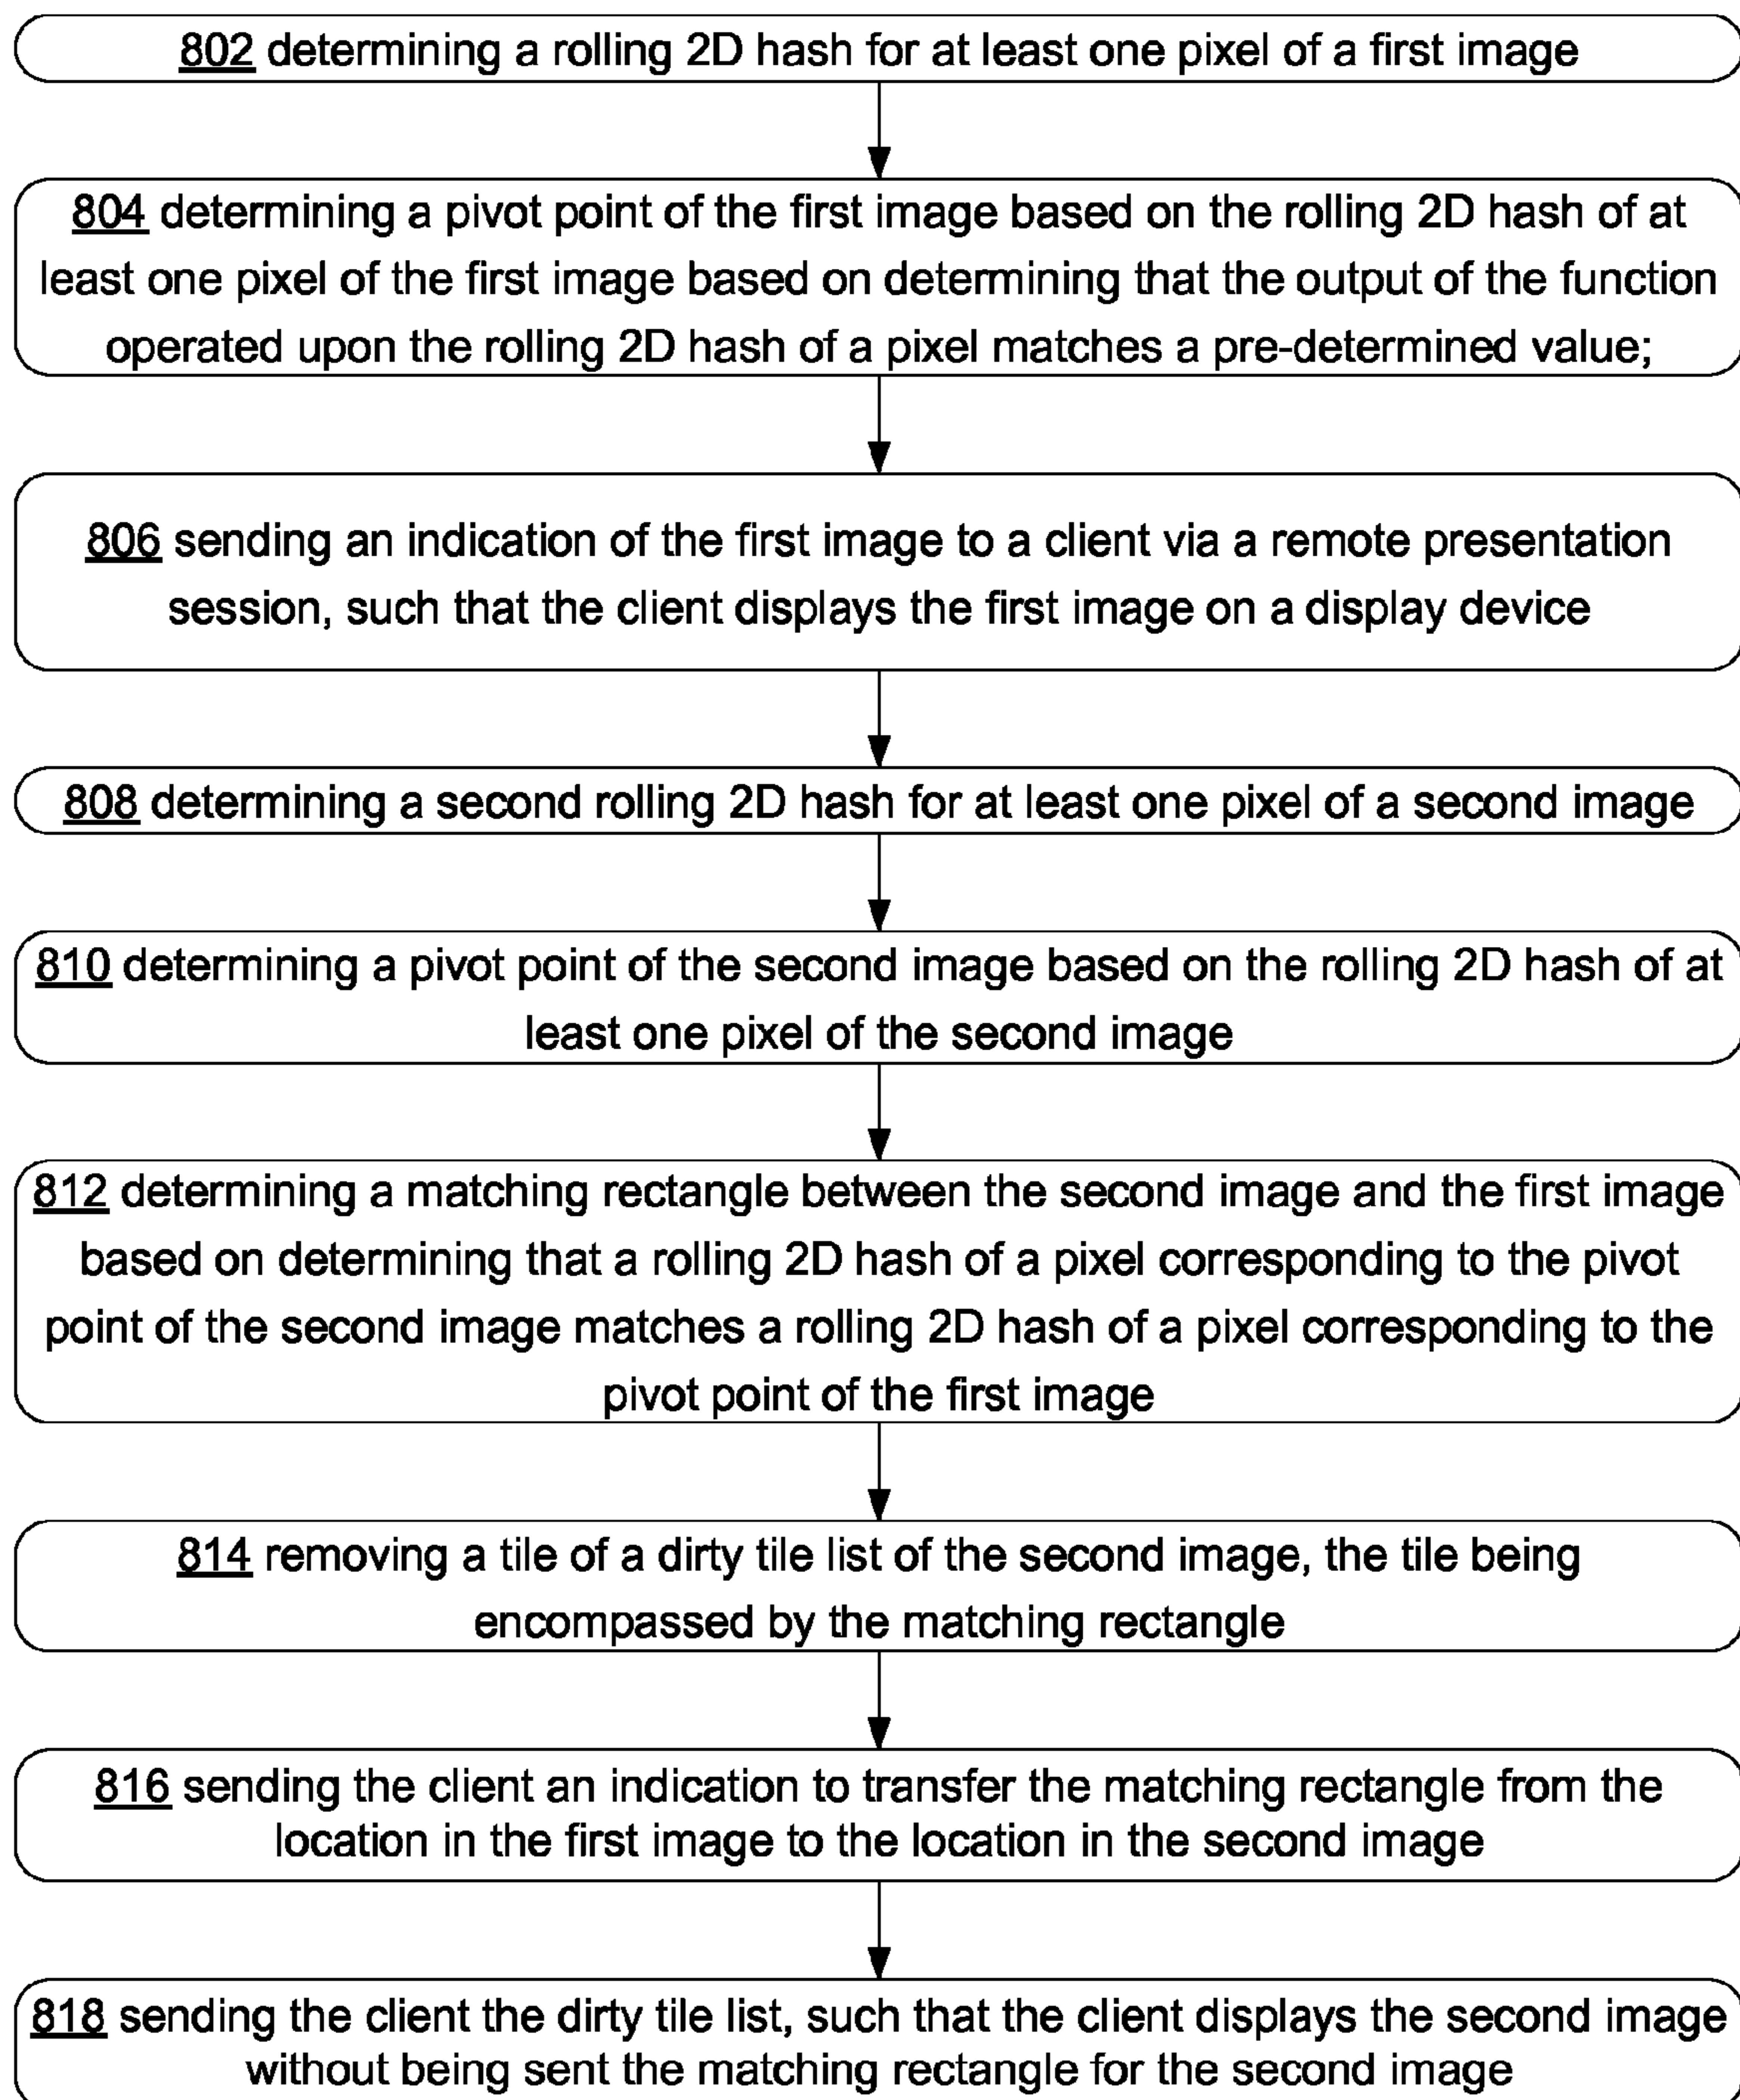 802 determining a rolling 2D hash for at least one pixel of a first image
804 determining a pivot point of the first image based on the rolling 2D hash of at
least one pixel of the first image based on determining that the output of the function
operated upon the rolling 2D hash of a pixel matches a pre-determined value;
806 sending an indication of the first image to a client via a remote presentation
session, such that the client displays the first image on a display device
808 determining a second rolling 2D hash for at least one pixel of a second image
810 determining a pivot point of the second image based on the rolling 2D hash of at
least one pixel of the second image
812 determining a matching rectangle between the second image and the first image
based on determining that a rolling 2D hash of a pixel corresponding to the pivot
point of the second image matches a rolling 2D hash of a pixel corresponding to the
pivot point of the first image
814 removing a tile of a dirty tile list of the second image, the tile being
encompassed by the matching rectangle
816 sending the client an indication to transfer the matching rectangle from the
location in the first image to the location in the second image
818 sending the client the dirty tile list, such that the client displays the second image
without being sent the matching rectangle for the second image